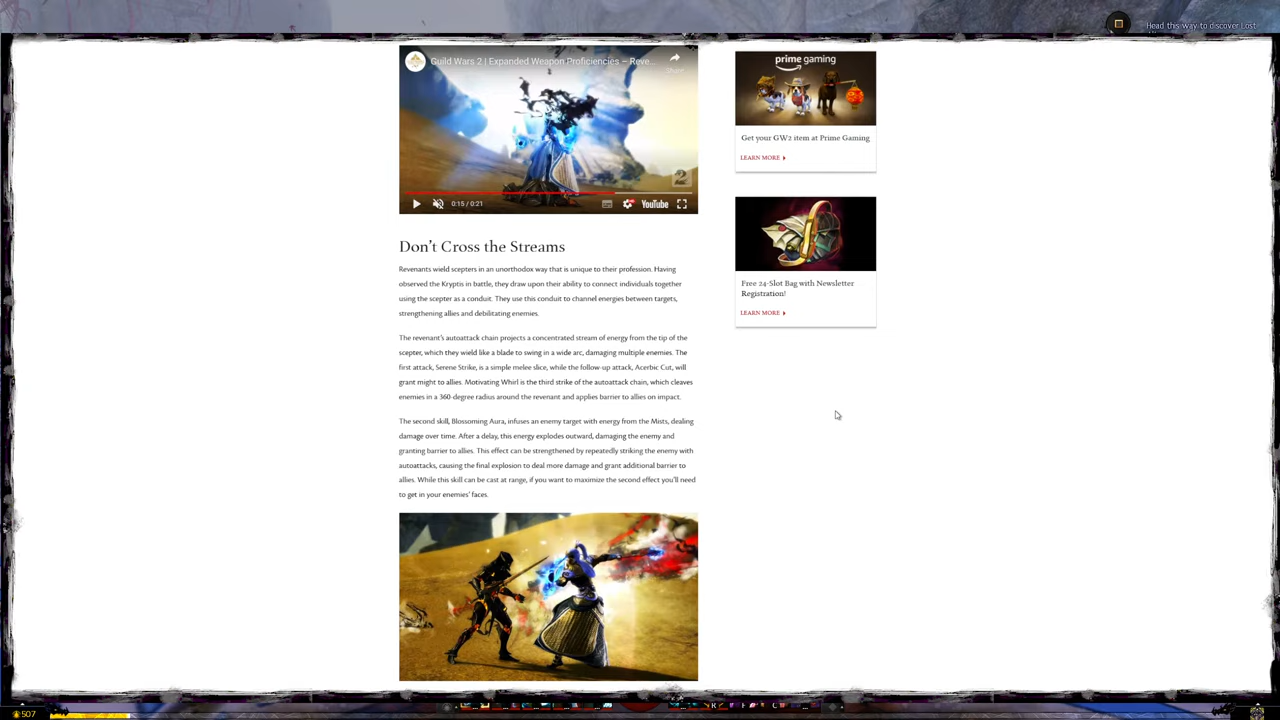 Head this way to discover Lost
Guild Wars 2 | Expanded Weapon Proficiencies – Reve...
Share
2
0:15 / 0:21
YouTube
prime gaming
Get your GW2 item at Prime Gaming
LEARN MORE
Free 24-Slot Bag with Newsletter
Registration!
LEARN MORE
Don't Cross the Streams
Revenants wield scepters in an unorthodox way that is unique to their profession. Having
observed the Kryptis in battle, they draw upon their ability to connect individuals together
using the scepter as a conduit. They use this conduit to channel energies between targets,
strengthening allies and debilitating enemies.
The revenant's autoattack chain projects a concentrated stream of energy from the tip of the
scepter, which they wield like a blade to swing in a wide arc, damaging multiple enemies. The
first attack, Serene Strike, is a simple melee slice, while the follow-up attack, Acerbic Cut, will
grant might to allies. Motivating Whirl is the third strike of the autoattack chain, which cleaves
enemies in a 360-degree radius around the revenant and applies barrier to allies on impact.
The second skill, Blossoming Aura, infuses an enemy target with energy from the Mists, dealing
damage over time. After a delay, this energy explodes outward, damaging the enemy and
granting barrier to allies. This effect can be strengthened by repeatedly striking the enemy with
autoattacks, causing the final explosion to deal more damage and grant additional barrier to
allies. While this skill can be cast at range, if you want to maximize the second effect you'll need
to get in your enemies' faces.
507